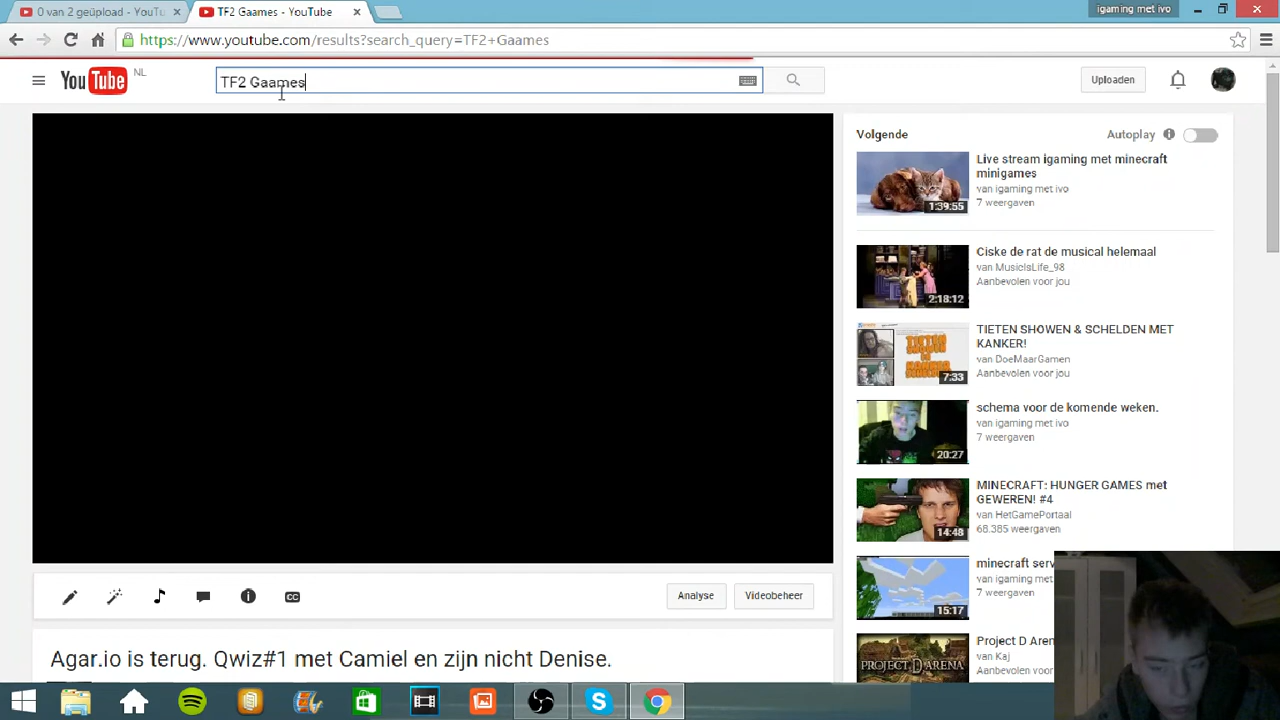 0 van 2 geüpload - YouTu
TF2 Gaames - YouTube
igaming met ivo
https://www.youtube.com/results?search_query=TF2+Gaames
YouTube NL
TF2 Gaames
Uploaden
Volgende
Autoplay
Live stream igaming met minecraft
minigames
van igaming met ivo
7 weergaven
1:39:55
Ciske de rat de musical helemaal
van MusicIsLife_98
Aanbevolen voor jou
2:18:12
TIETEN SHOWEN & SCHELDEN MET
KANKER!
van DoelMaarGamen
Aanbevolen voor jou
7:33
schema voor de komende weken.
van igaming met ivo
7 weergaven
20:27
MINECRAFT: HUNGER GAMES met
GEWEREN! #4
van HetGamePortaal
68.385 weergaven
14:48
minecraft serv
van igaming met
7 weergaven
15:17
Project D Aren
van Kaj
Aanbevolen voo
PROJECT D ARENA
CC
Analyse
Videobeheer
Agar.io is terug. Qwiz#1 met Camiel en zijn nicht Denise.